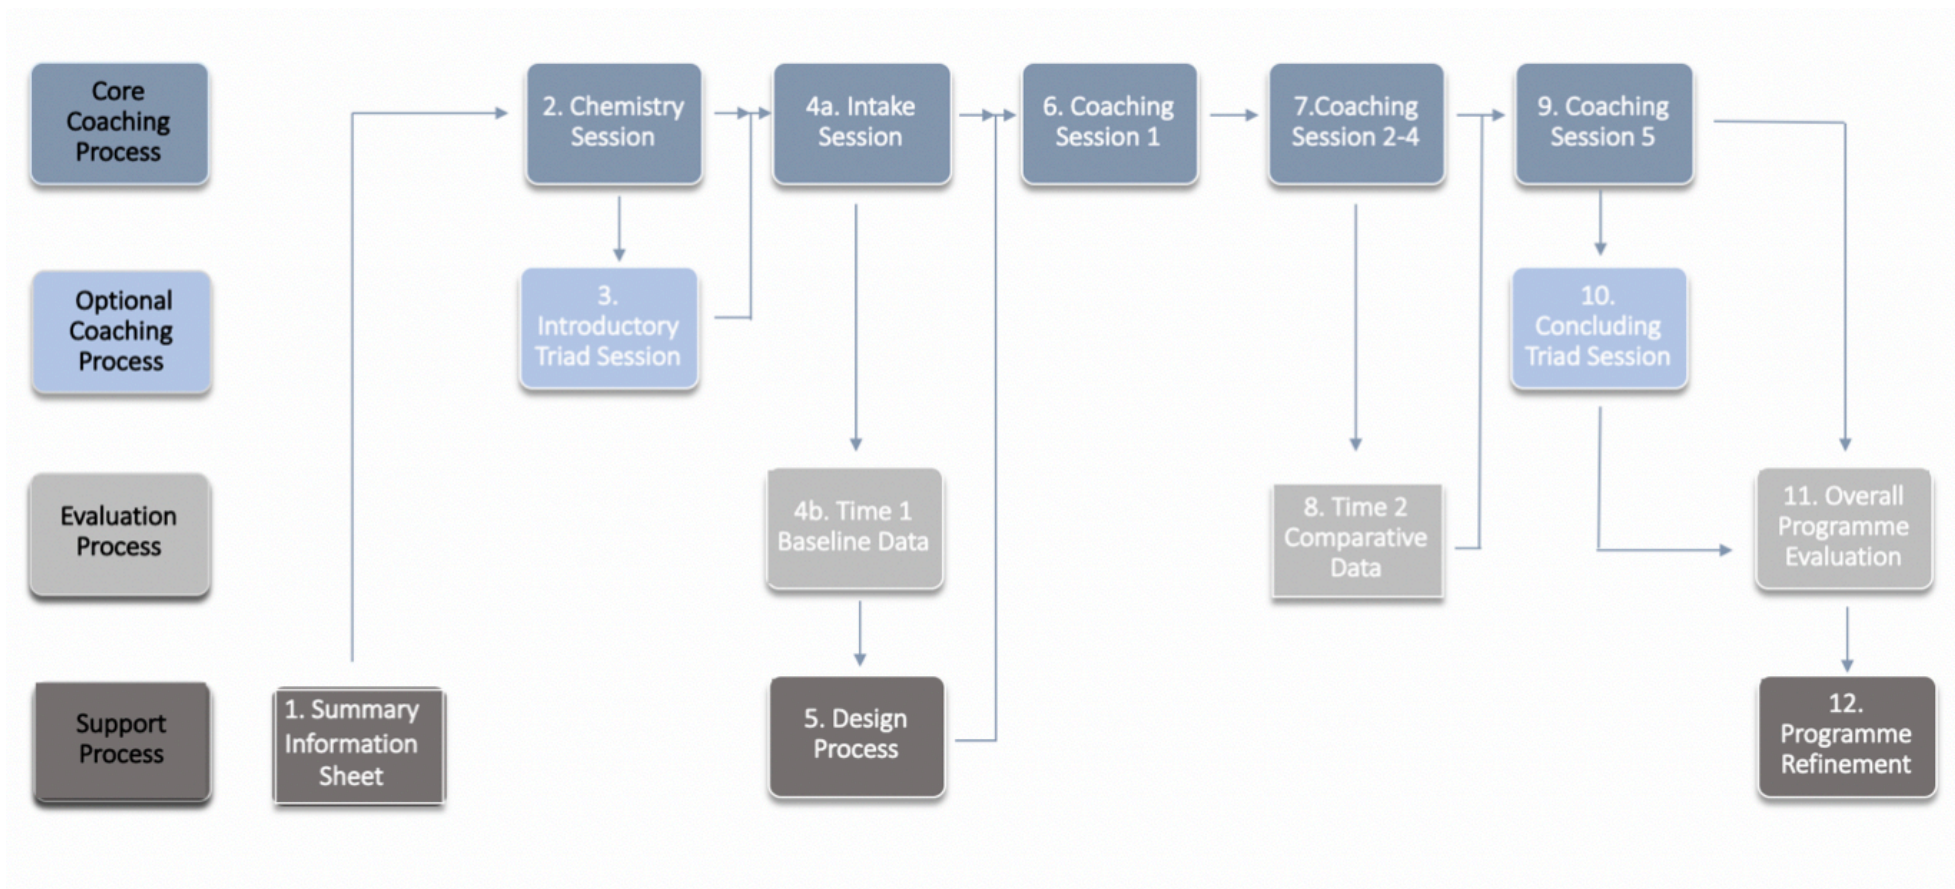 Core
Coaching
Process
2. Chemistry
Session
4a. Intake
Session
6. Coaching
Session 1
7.Coaching
Session 2-4
9. Coaching
Session 5
Optional
Coaching
Process
3.
Introductory
Triad Session
10.
Concluding
Triad Session
Evaluation
Process
4b. Time 1
Baseline Data
8. Time 2
Comparative
Data
11. Overall
Programme
Evaluation
Support
Process
1. Summary
Information
Sheet
5. Design
Process
12.
Programme
Refinement